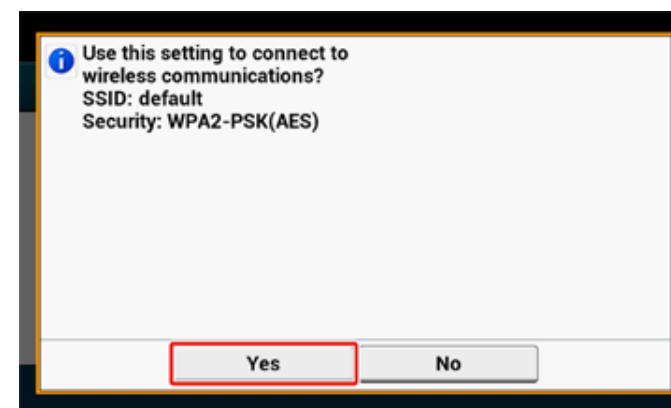 Use this setting to connect to
wireless communications?
SSID: default
Security: WPA2-PSK(AES)
Yes
No